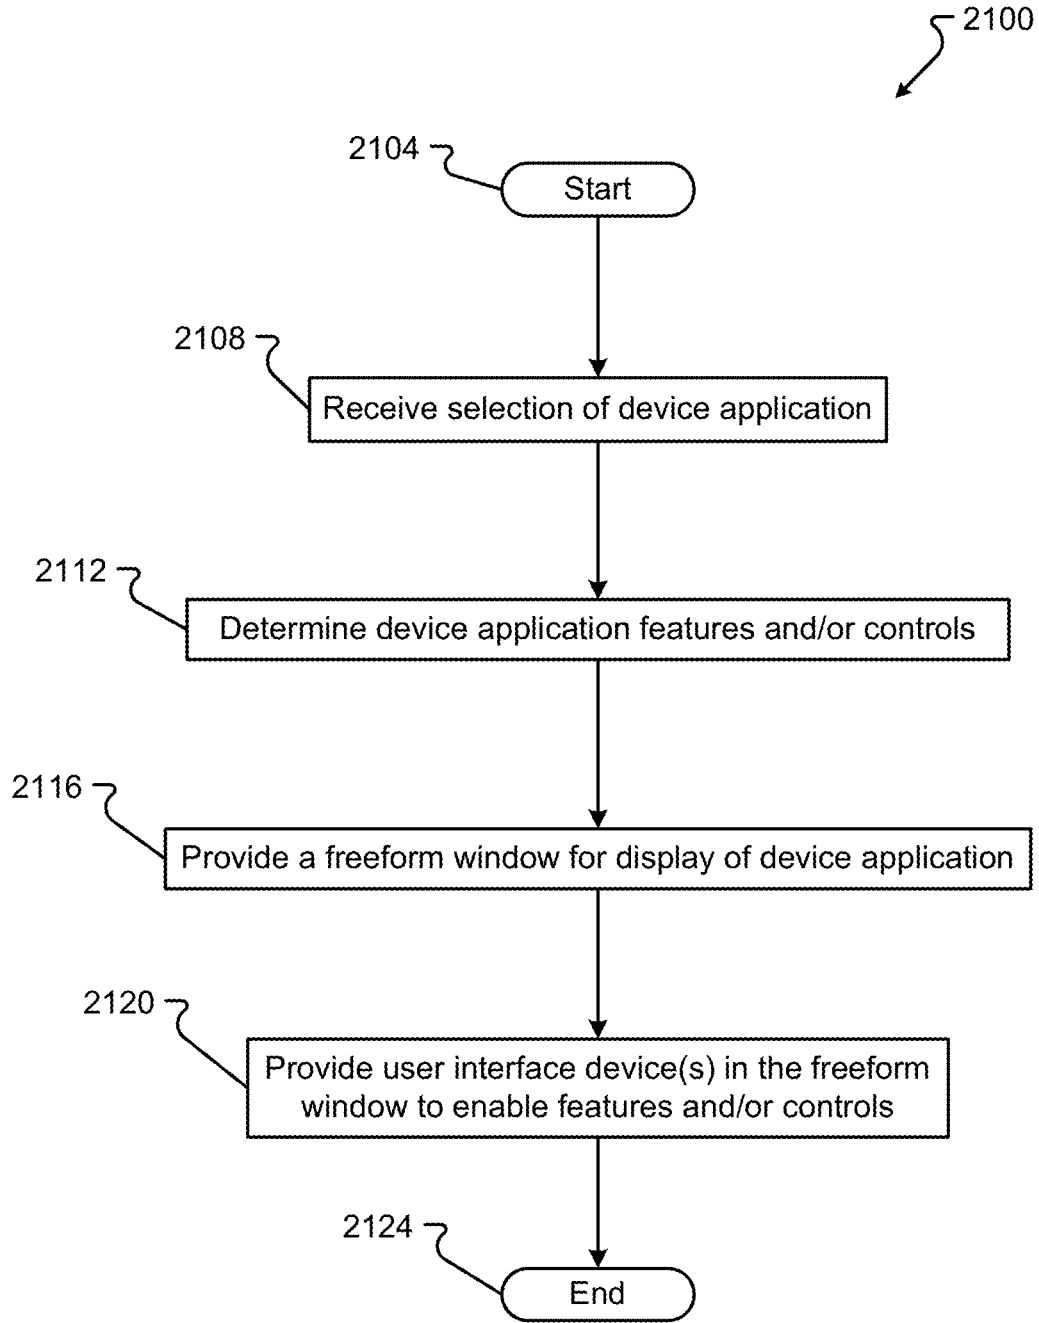 2100
2104
Start
2108
Receive selection of device application
2112
Determine device application features and/or controls
2116
Provide a freeform window for display of device application
2120
Provide user interface device(s) in the freeform
window to enable features and/or controls
2124
End